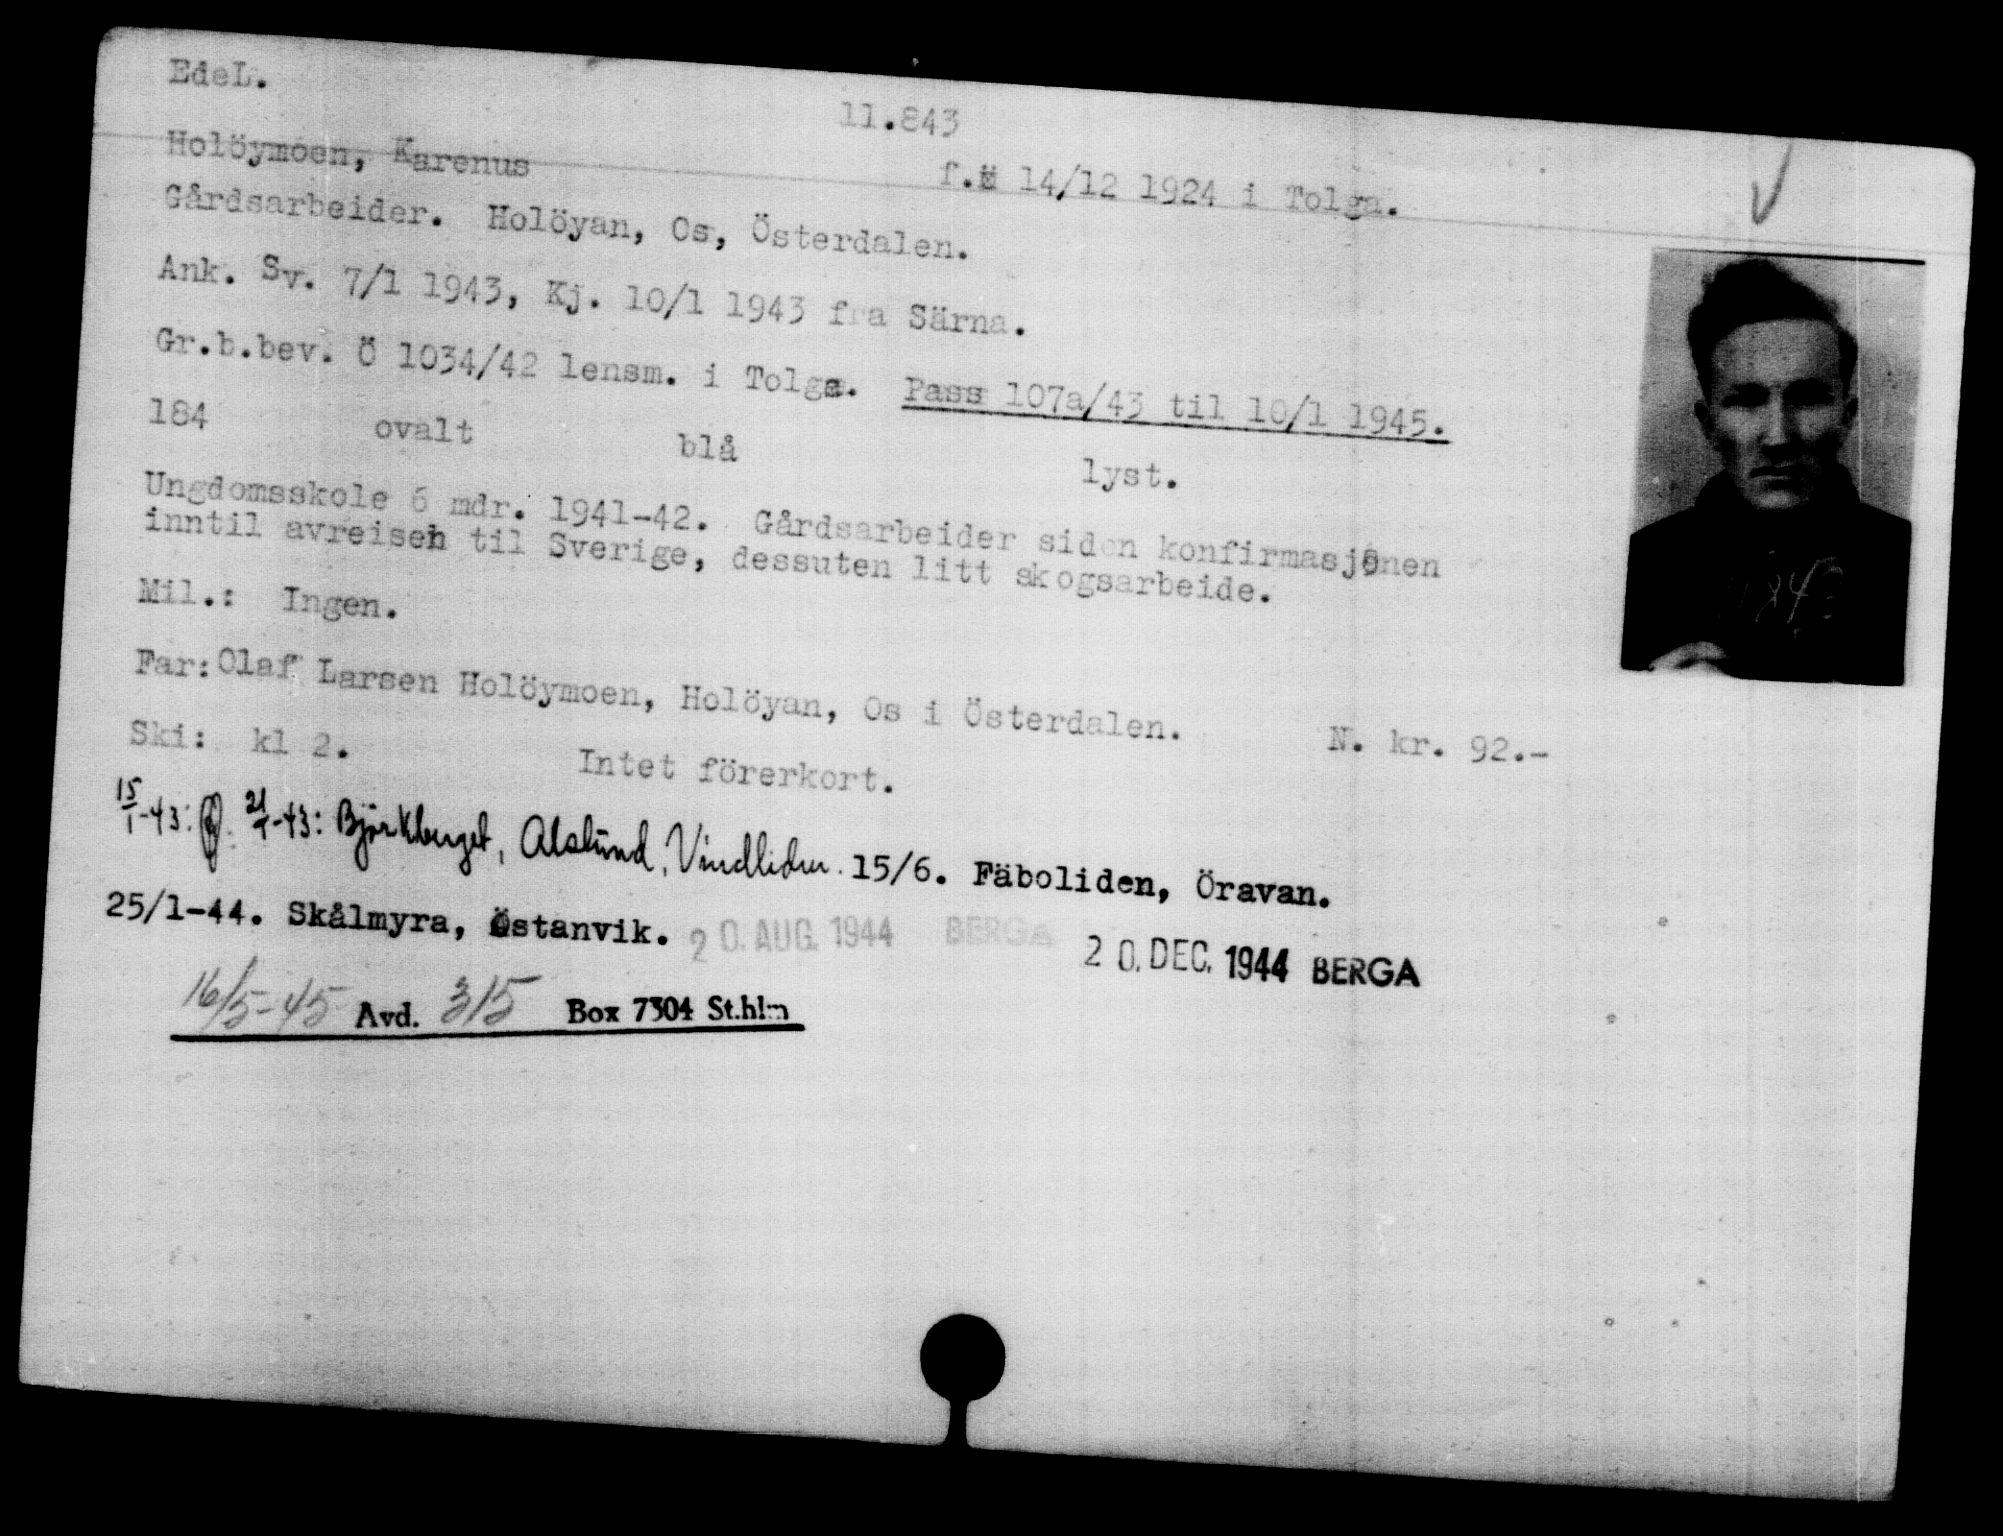 EdeL.
11.843
Holöymoen, Karenus f. 14/12 1924 i Tolga.
Gårdsarbeider. Holöyan, Os, Österdalen.
Ank. Sv. 7/1 1943, Kj. 10/1 1943 fra Särna.
Gr.b.bev. Ö 1034/42 lensm. i Tolga. Pass 107a/43 til 10/1 1945.
184 ovalt blå lyst.
Ungdomsskole 6 mdr. 1941-42. Gårdsarbeider siden konfirmasjonen
inntil avreisen til Sverige, dessuten litt skogsarbeide.
Mil.: Ingen.
Far: Olaf Larsen Holöymoen, Holöyan, Os i Österdalen. N. kr. 92.-
Ski: kl 2. Intet förerkort.
15/1-43: 21/1-43: Björkberget, Alslund, Vindliden. 15/6. Fäboliden, Öravan.
25/1-44. Skålmyra, Östanvik. 20. AUG. 1944 BERGA 20. DEC. 1944 BERGA
16/5-45 Avd. 315 Box 7304 St.hlm